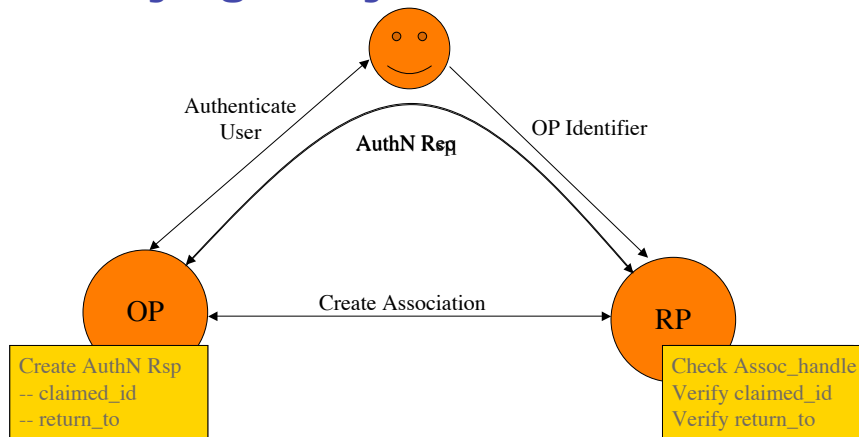 Authenticate
User
OP Identifier
AuthN
OP
Create Association
RP
Create AuthN Rsp
-- claimed_id
-- return_to
Check Assoc_handle
Verify claimed_id
Verify return_to